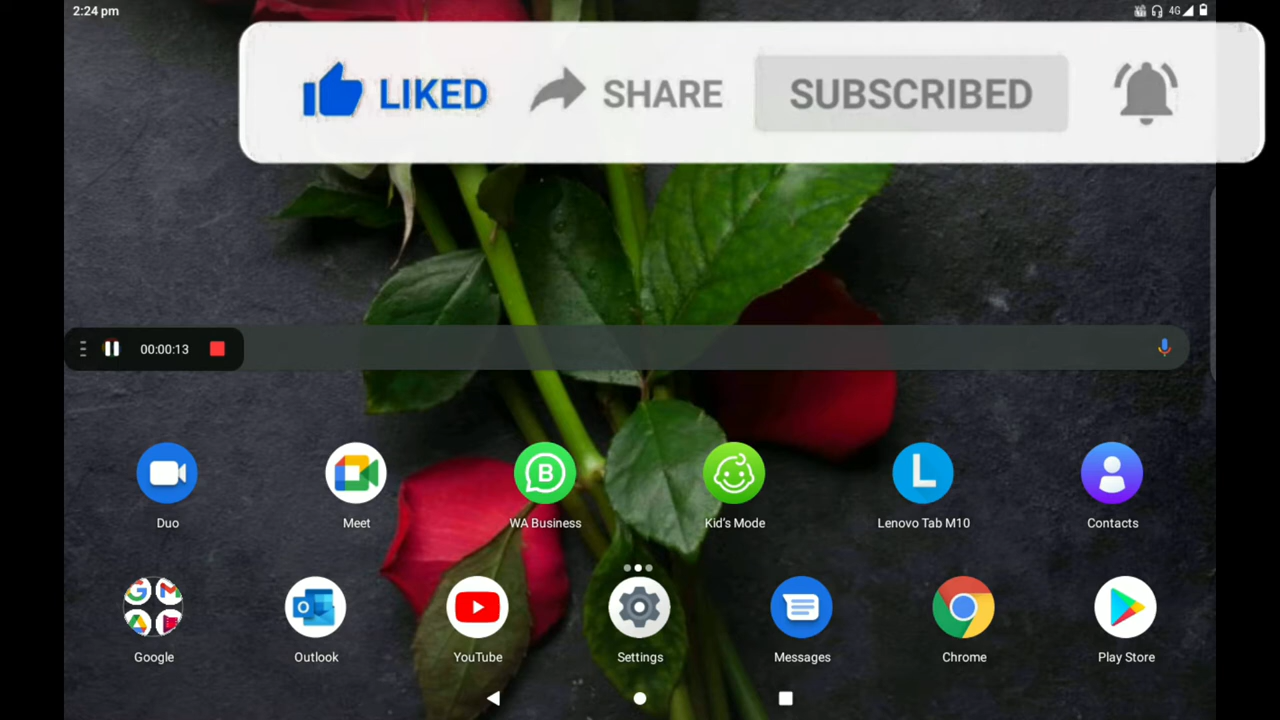 2:24 pm
4G
LIKED SHARE SUBSCRIBED
00:00:13
B L
Duo Meet WA Business Kid's Mode Lenovo Tab M10 Contacts
Google Outlook YouTube Settings Messages Chrome Play Store